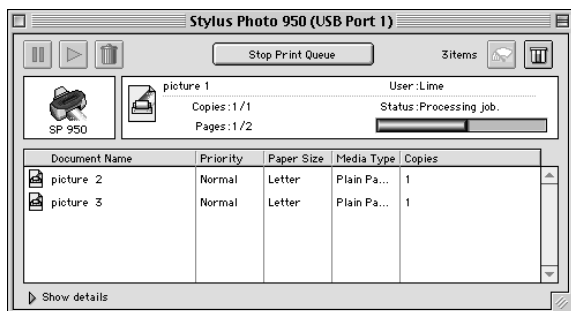 Stylus Photo 950 (USB Port 1)
Stop Print Queue
3items
picture 1
User :Lime
Copies:1/1
Status:Processing job.
Pages:1/2
SP 950
Document Name Priority Paper Size Media Type Copies
picture 2 Normal Letter Plain Pa... 1
picture 3 Normal Letter Plain Pa... 1
Show details